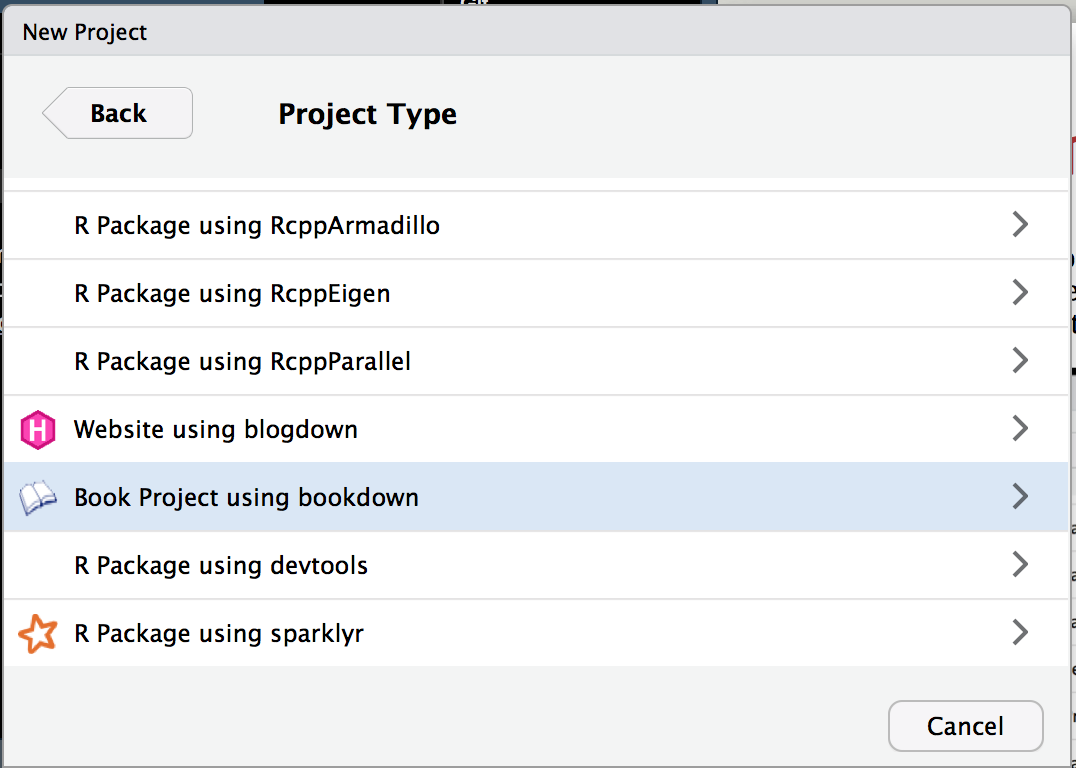 New Project
Back
Project Type
R Package using RcppArmadillo
R Package using RcppEigen
R Package using RcppParallel
H
Website using blogdown
Book Project using bookdown
R Package using devtools
R Package using sparklyr
Cancel